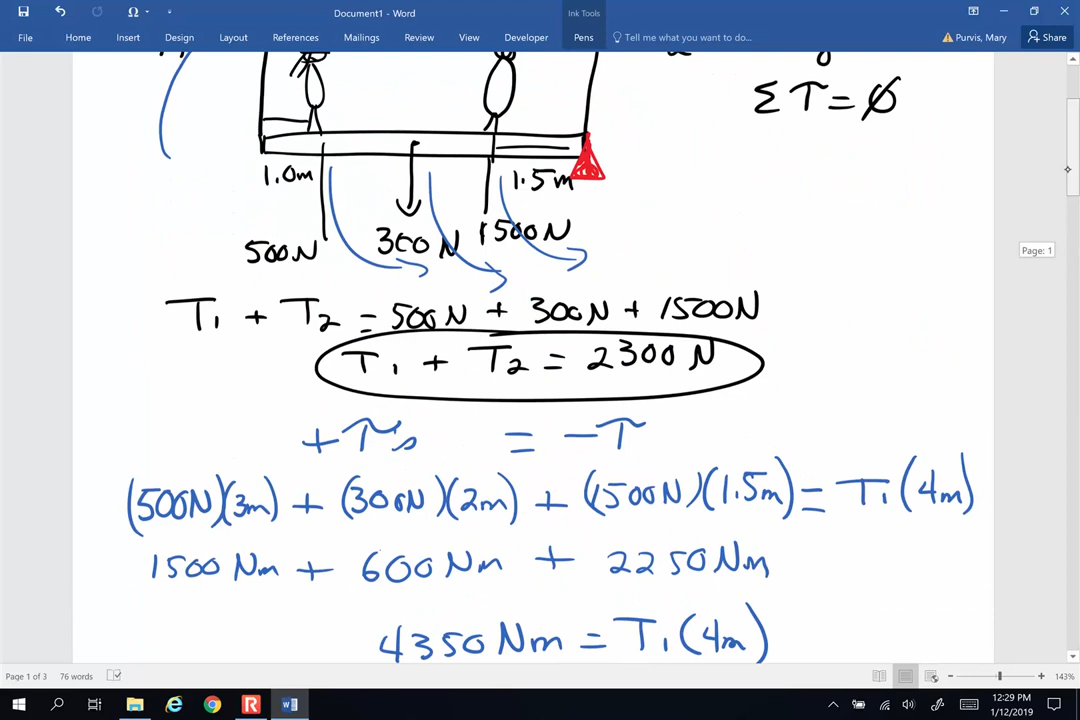 Document1 - Word
Ink Tools
File Home Insert Design Layout References Mailings Review View Developer Pens Tell me what you want to do... Purvis, Mary Share
Σ τ = ∅
1.0m 1.5m
500N 300N 1500N
T₁ + T₂ = 500N + 300N + 1500N
T₁ + T₂ = 2300 N
+τs = -τ
(500N)(3m) + (300N)(2m) + (1500N)(1.5m) = T₁(4m)
1500 Nm + 600 Nm + 2250 Nm
4350 Nm = T₁(4m)
Page: 1
Page 1 of 3 76 words 143%
12:29 PM
1/12/2019